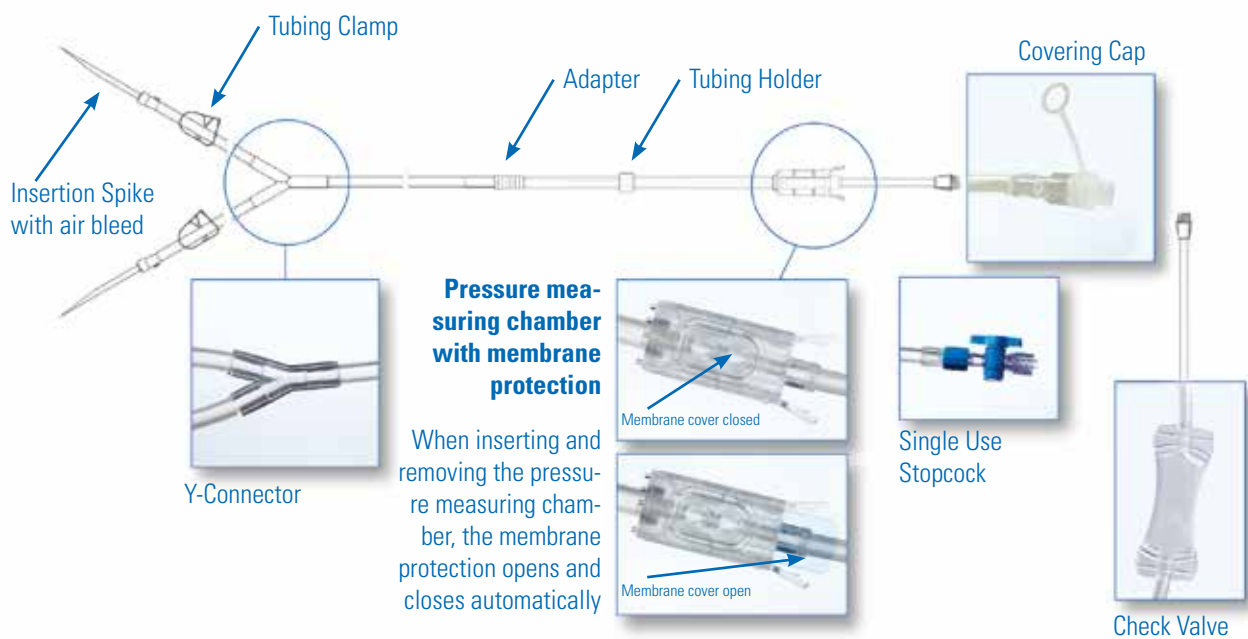 Tubing Clamp
Covering Cap
Adapter
Tubing Holder
Insertion Spike
with air bleed
Pressure mea-
suring chamber
with membrane
protection
Membrane cover closed
When inserting and
removing the pressu-
re measuring cham-
ber, the membrane
protection opens and
closes automatically
Membrane cover open
Y-Connector
Single Use
Stopcock
Check Valve